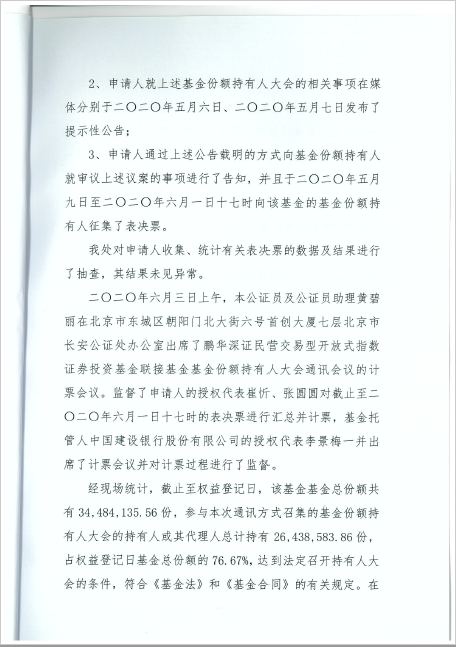 2、申请人就上述基金份额持有人大会的相关事项在媒
体分别于二〇二〇年五月六日、二〇二〇年五月七日发布了
提示性公告；
3、申请人通过上述公告载明的方式向基金份额持有人
就审议上述议案的事项进行了告知，并且于二〇二〇年五月
九日至二〇二〇年六月一日十七时向该基金的基金份额持
有人征集了表决票。
我处对申请人收集、统计有关表决票的数据及结果进行
了抽查，其结果未见异常。
二〇二〇年六月三日上午，本公证员及公证员助理黄碧
丽在北京市东城区朝阳门北大街六号首创大厦七层北京市
长安公证处办公室出席了鹏华深证民营交易型开放式指数
证券投资基金联接基金基金份额持有人大会通讯会议的计
票会议。监督了申请人的授权代表崔忻、张圆圆对截止至二
〇二〇年六月一日十七时的表决票进行汇总并计票，基金托
管人中国建设银行股份有限公司的授权代表李景梅一并出
席了计票会议并对计票过程进行了监督。
经现场统计，截止至权益登记日，该基金基金总份额共
有 34,484,135.56 份，参与本次通讯方式召集的基金份额持
有人大会的持有人或其代理人总计持有 26,438,583.86 份，
占权益登记日基金总份额的 76.67%，达到法定召开持有人大
会的条件，符合《基金法》和《基金合同》的有关规定。在